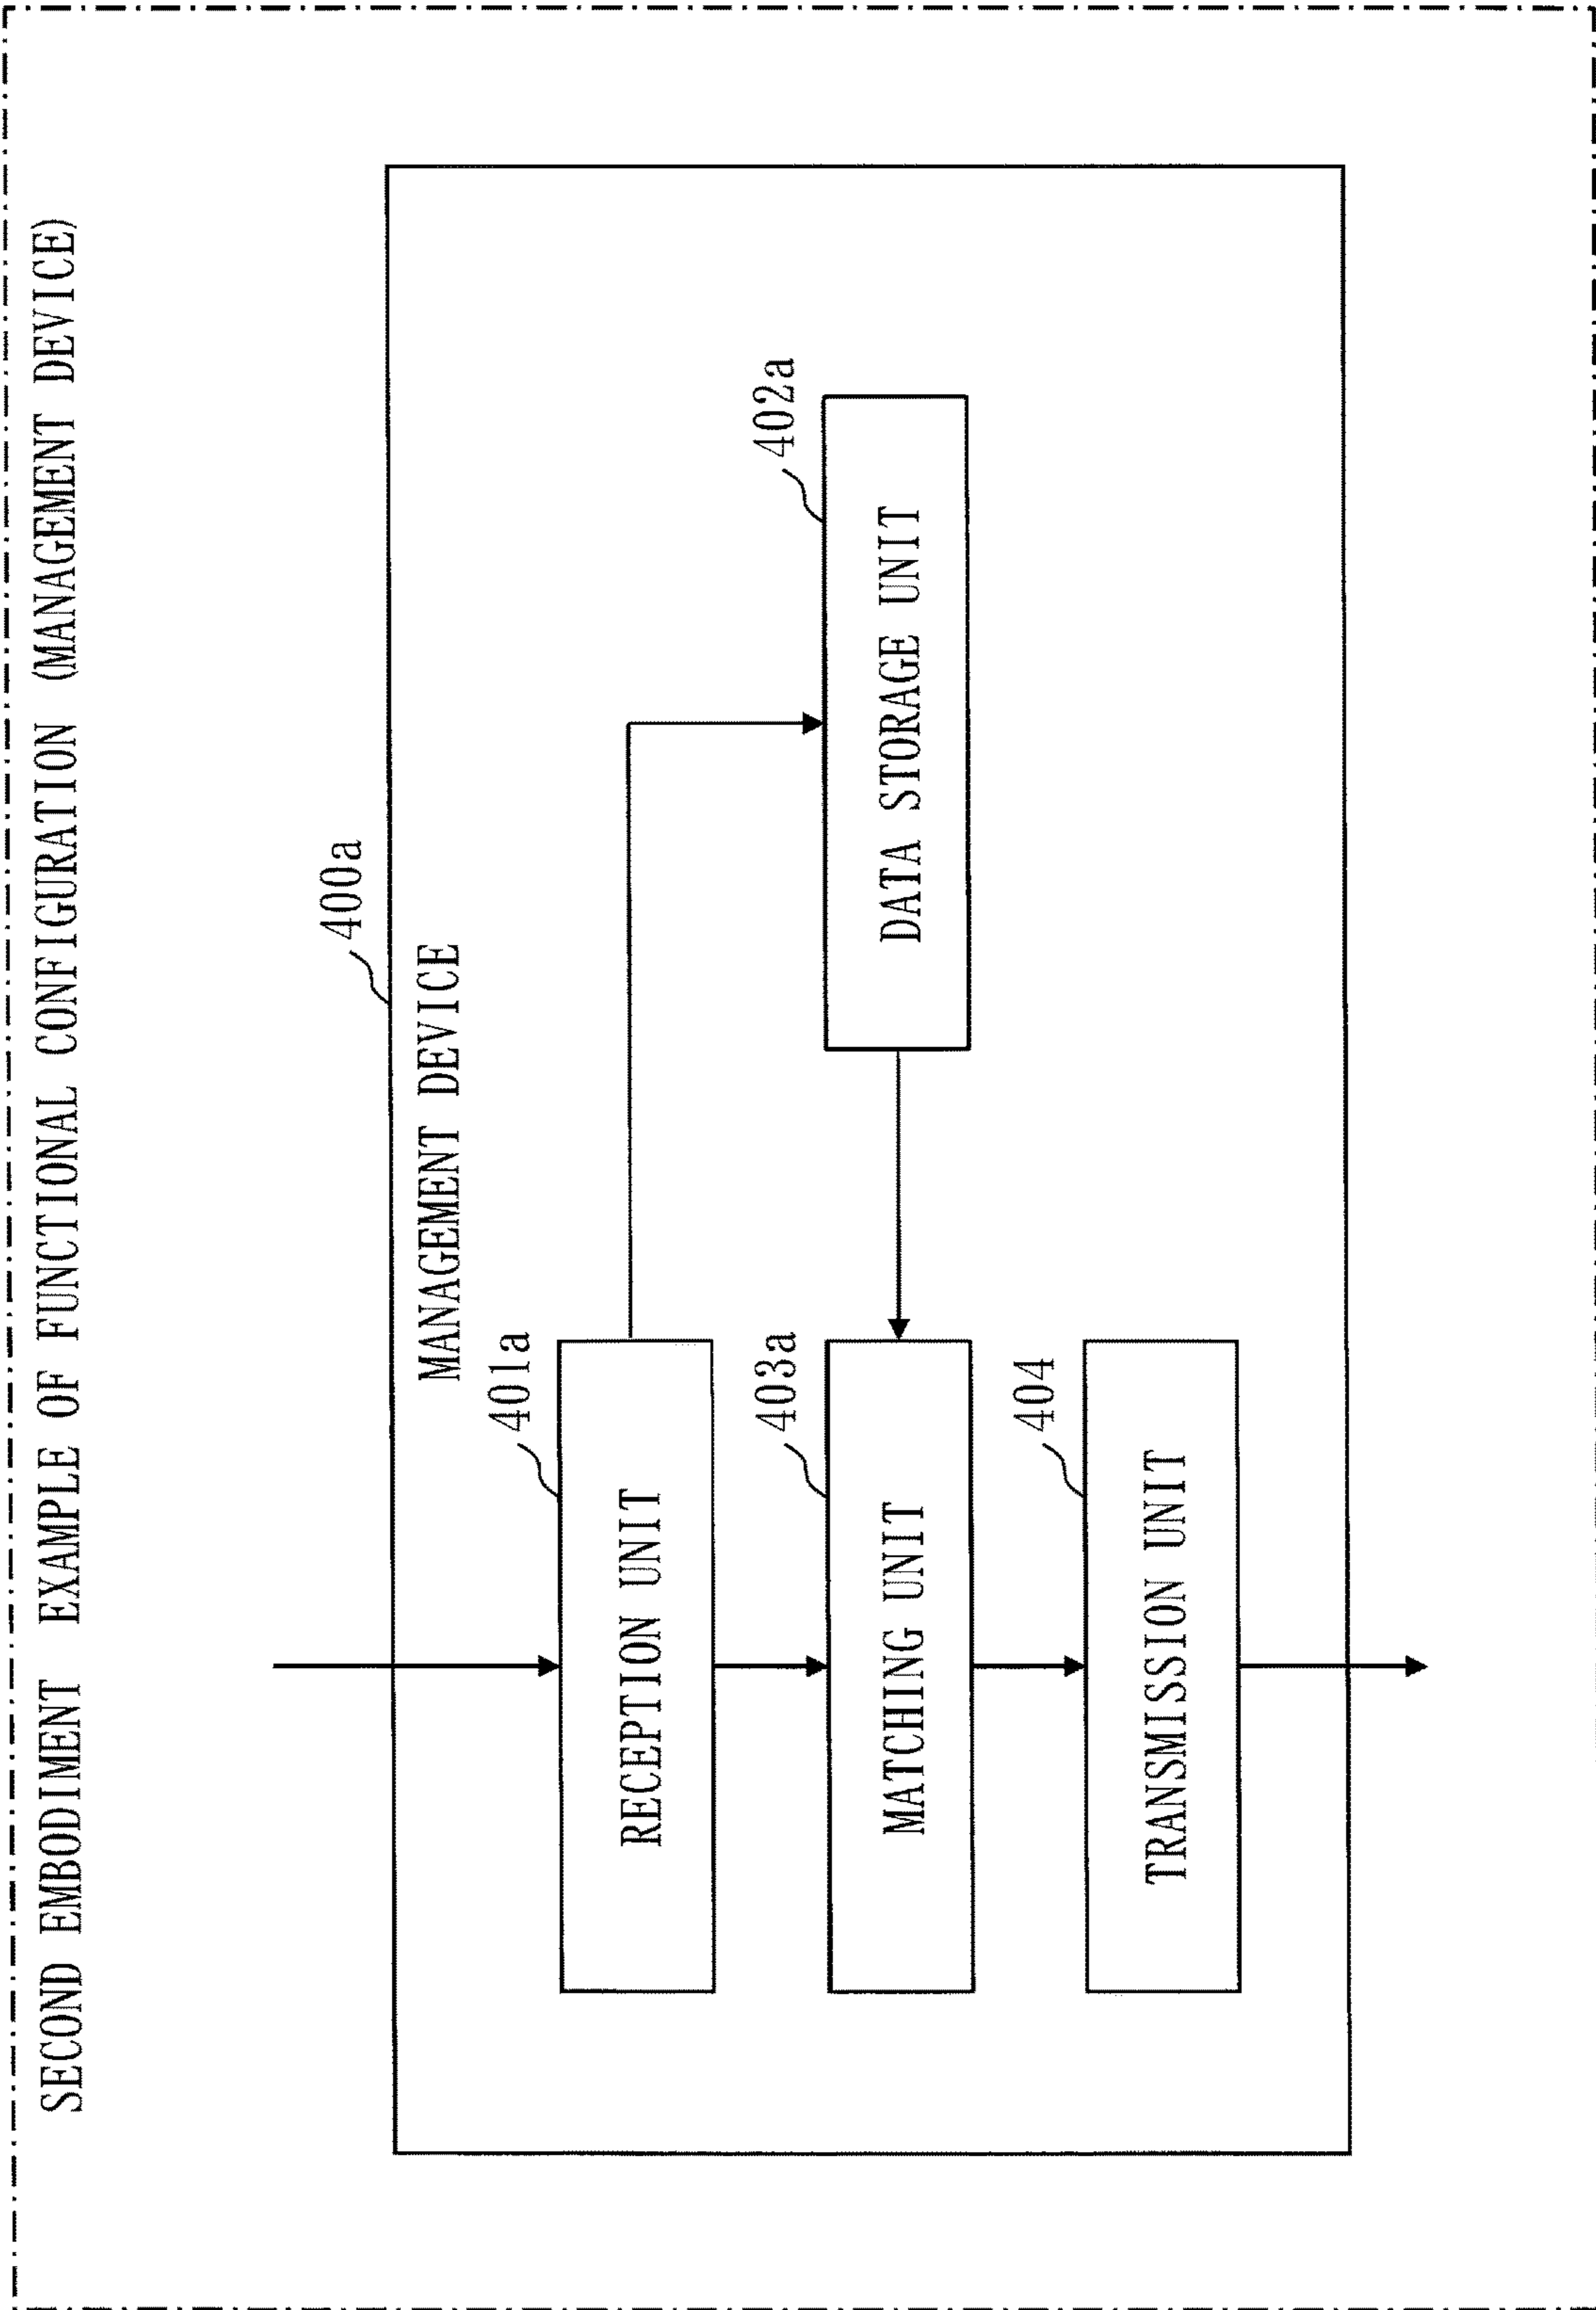 SECOND EMBODIMENT EXAMPLE OF FUNCTIONAL CONFIGURATION (MANAGEMENT DEVICE)
400a
MANAGEMENT DEVICE
401a
RECEPTION UNIT
402a
DATA STORAGE UNIT
403a
MATCHING UNIT
404
TRANSMISSION UNIT